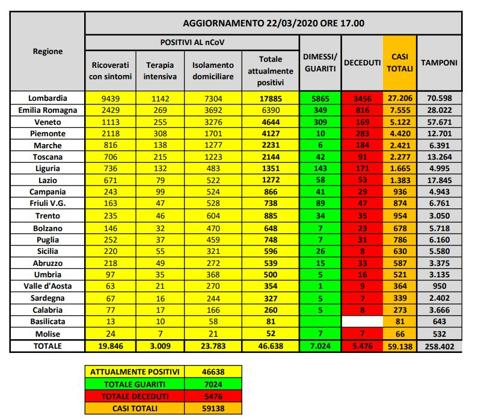 AGGIORNAMENTO 22/03/2020 ORE 17.00
Regione POSITIVI AL nCoV DIMESSI/ GUARITI DECEDUTI CASI TOTALI TAMPONI
Ricoverati con sintomi Terapia intensiva Isolamento domiciliare Totale attualmente positivi
Lombardia 9439 1142 7304 17885 5865 3456 27.206 70.598
Emilia Romagna 2429 269 3692 6390 349 816 7.555 28.022
Veneto 1113 255 3276 4644 309 169 5.122 57.671
Piemonte 2118 308 1701 4127 10 283 4.420 12.701
Marche 816 138 1277 2231 6 184 2.421 6.391
Toscana 706 215 1223 2144 42 91 2.277 13.264
Liguria 736 132 483 1351 143 171 1.665 4.995
Lazio 671 79 522 1272 58 53 1.383 17.845
Campania 243 99 524 866 41 29 936 4.943
Friuli V.G. 163 47 528 738 89 47 874 6.761
Trento 235 46 604 885 34 35 954 3.050
Bolzano 146 32 470 648 7 23 678 5.718
Puglia 252 37 459 748 7 31 786 6.160
Sicilia 220 55 321 596 26 8 630 5.580
Abruzzo 218 49 272 539 15 33 587 3.375
Umbria 97 35 368 500 5 16 521 3.135
Valle d'Aosta 63 21 270 354 1 9 364 950
Sardegna 67 16 244 327 5 7 339 2.402
Calabria 77 17 166 260 5 8 273 3.666
Basilicata 13 10 58 81 81 643
Molise 24 7 21 52 7 7 66 532
TOTALE 19.846 3.009 23.783 46.638 7.024 5.476 59.138 258.402
ATTUALMENTE POSITIVI 46638
TOTALE GUARITI 7024
TOTALE DECEDUTI 5476
CASI TOTALI 59138